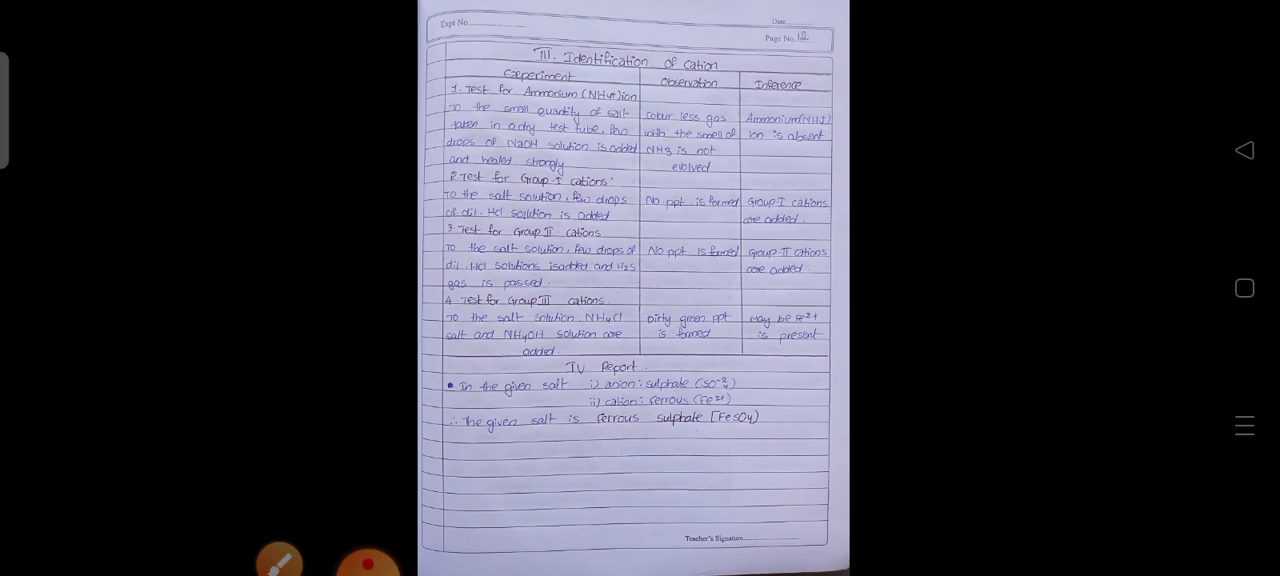 Expt No.
Date
Page No. 12
III. Identification of cation
Experiment
Observation
Inference
1. Test for Ammonium (NH4+) ion
To the small quantity of salt
taken in a dry test tube, few
drops of NaOH solution is added
and heated strongly
Colour less gas
with the smell of
NH3 is not
evolved
Ammonium(NH4)
ion is absent
2. Test for Group-I cations:
To the salt solution, few drops
of dil. Hcl solution is added
No ppt is formed
Group-I cations
are added.
3. Test for Group II cations
To the salt solution, few drops of
dil. Hcl solutions is added and H2S
gas is passed.
No ppt is formed
Group-II cations
are added.
4. Test for Group III cations.
To the salt solution NH4Cl
salt and NH4OH solution are
added.
Dirty green ppt
is formed
May be Fe2+
is present
IV Report.
• In the given salt i) anion: sulphate (SO-2 4)
ii) cation: ferrous (Fe2+)
∴ The given salt is ferrous sulphate [FeSO4)
Teacher's Signature